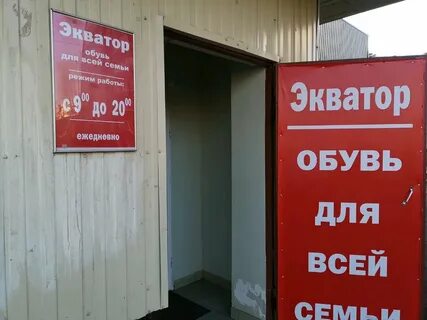 Экватор
обувь
для всей семьи
режим работы:
с 9⁰⁰ до 20⁰⁰
ежедневно
Экватор
ОБУВЬ
ДЛЯ
ВСЕЙ
СЕМЬИ